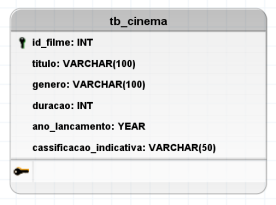 tb_cinema
id_filme: INT
titulo: VARCHAR(100)
genero: VARCHAR(100)
duracao: INT
ano_lancamento: YEAR
cassificacao_indicativa: VARCHAR(50)